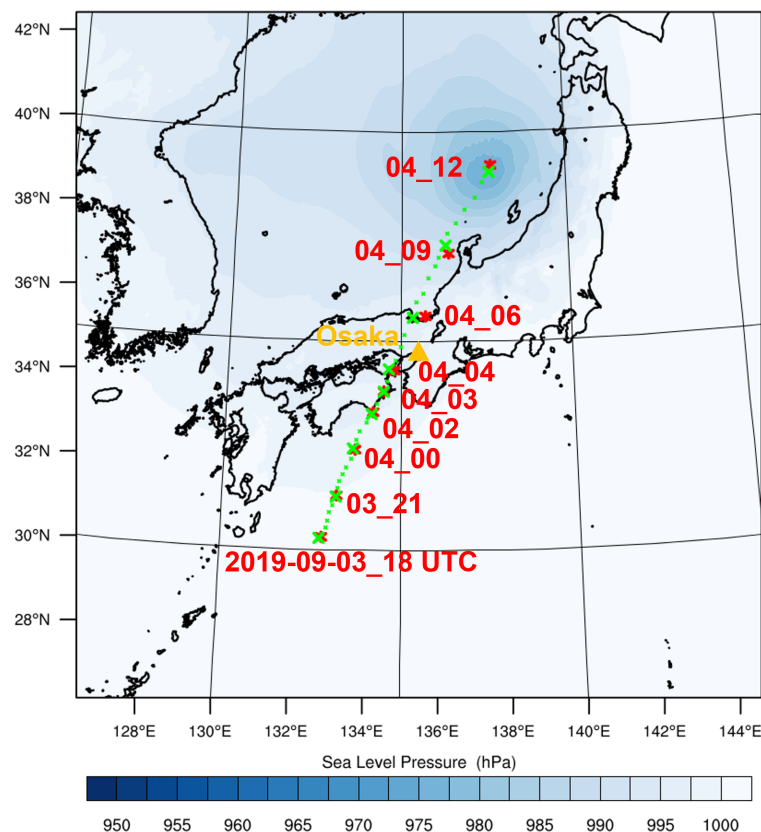 42°N
40°N
38°N
36°N
34°N
32°N
30°N
28°N
04_12
04_09
04_06
Osaka
04_04
04_03
04_02
04_00
03_21
2019-09-03_18 UTC
128°E 130°E 132°E 134°E 136°E 138°E 140°E 142°E 144°E
Sea Level Pressure (hPa)
950 955 960 965 970 975 980 985 990 995 1000